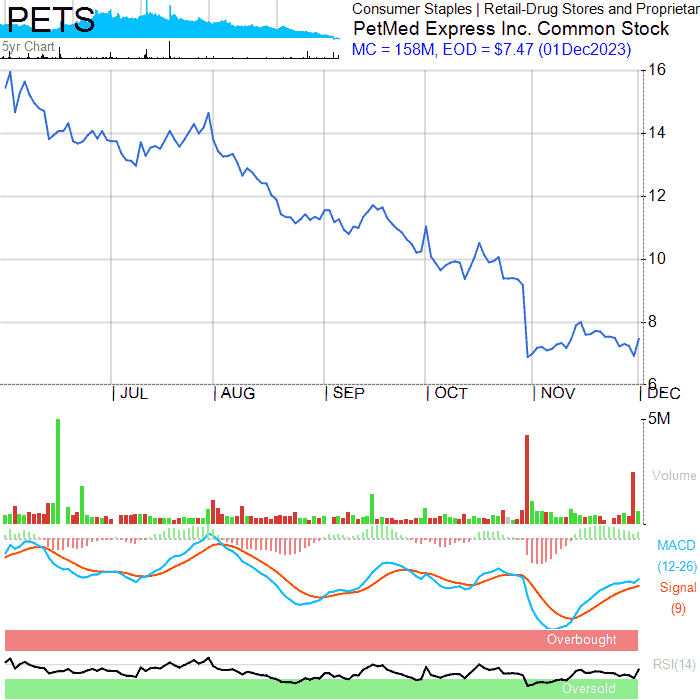 PETS
5yr Chart
Consumer Staples | Retail-Drug Stores and Proprietar
PetMed Express Inc. Common Stock
MC = 158M, EOD = $7.47 (01Dec2023)
16
14
12
10
8
6
JUL AUG SEP OCT NOV DEC
5M
Volume
MACD
(12-26)
Signal
(9)
Overbought
RSI(14)
Oversold